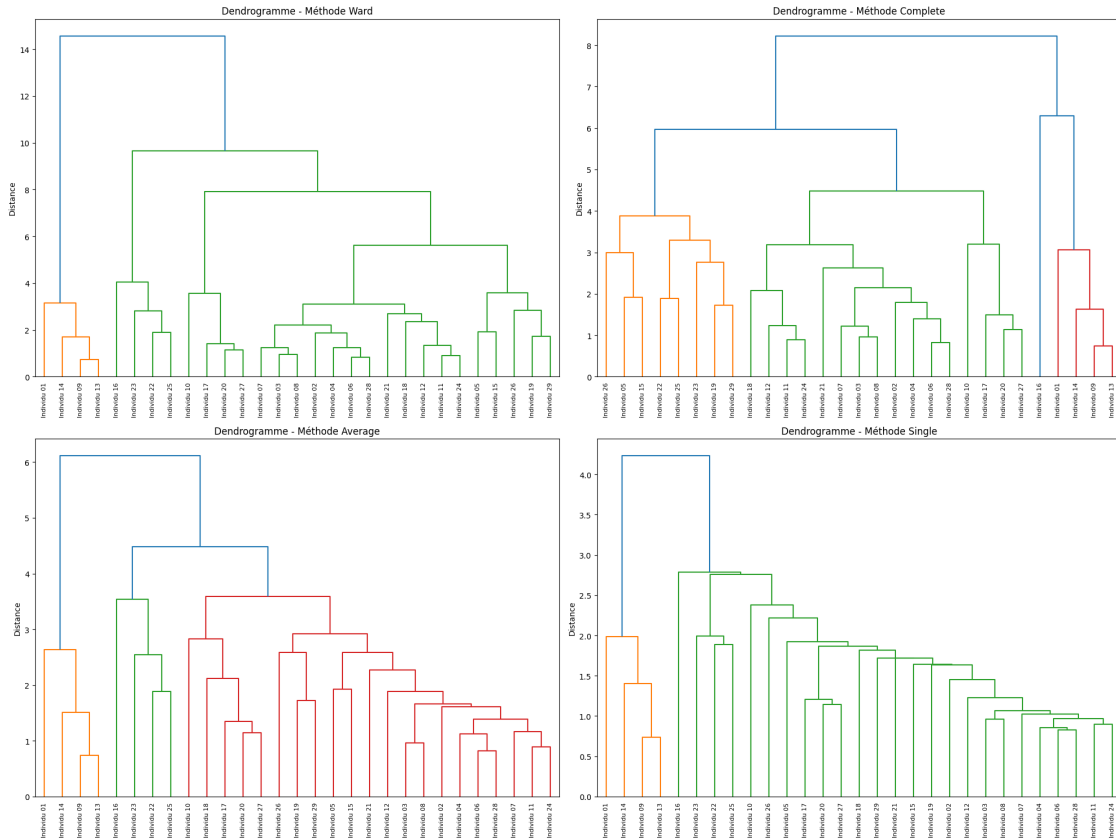 Dendrogramme - Méthode Ward
Distance
14
12
10
8
6
4
2
0
Individu 01
Individu 14
Individu 09
Individu 13
Individu 16
Individu 23
Individu 22
Individu 25
Individu 10
Individu 17
Individu 20
Individu 27
Individu 07
Individu 03
Individu 08
Individu 02
Individu 04
Individu 06
Individu 28
Individu 21
Individu 18
Individu 12
Individu 11
Individu 24
Individu 05
Individu 15
Individu 26
Individu 19
Individu 29
Dendrogramme - Méthode Complete
Distance
8
7
6
5
4
3
2
1
0
Individu 26
Individu 05
Individu 15
Individu 22
Individu 25
Individu 23
Individu 19
Individu 29
Individu 18
Individu 12
Individu 11
Individu 24
Individu 21
Individu 07
Individu 03
Individu 08
Individu 02
Individu 04
Individu 06
Individu 28
Individu 10
Individu 17
Individu 20
Individu 27
Individu 16
Individu 01
Individu 14
Individu 09
Individu 13
Dendrogramme - Méthode Average
Distance
6
5
4
3
2
1
0
Individu 01
Individu 14
Individu 09
Individu 13
Individu 16
Individu 23
Individu 22
Individu 25
Individu 10
Individu 18
Individu 17
Individu 20
Individu 27
Individu 26
Individu 19
Individu 29
Individu 05
Individu 15
Individu 21
Individu 12
Individu 03
Individu 08
Individu 02
Individu 04
Individu 06
Individu 28
Individu 07
Individu 11
Individu 24
Dendrogramme - Méthode Single
Distance
4.0
3.5
3.0
2.5
2.0
1.5
1.0
0.5
0.0
Individu 01
Individu 14
Individu 09
Individu 13
Individu 16
Individu 23
Individu 22
Individu 25
Individu 10
Individu 26
Individu 05
Individu 17
Individu 20
Individu 27
Individu 18
Individu 29
Individu 21
Individu 15
Individu 19
Individu 02
Individu 12
Individu 03
Individu 08
Individu 07
Individu 04
Individu 06
Individu 28
Individu 11
Individu 24